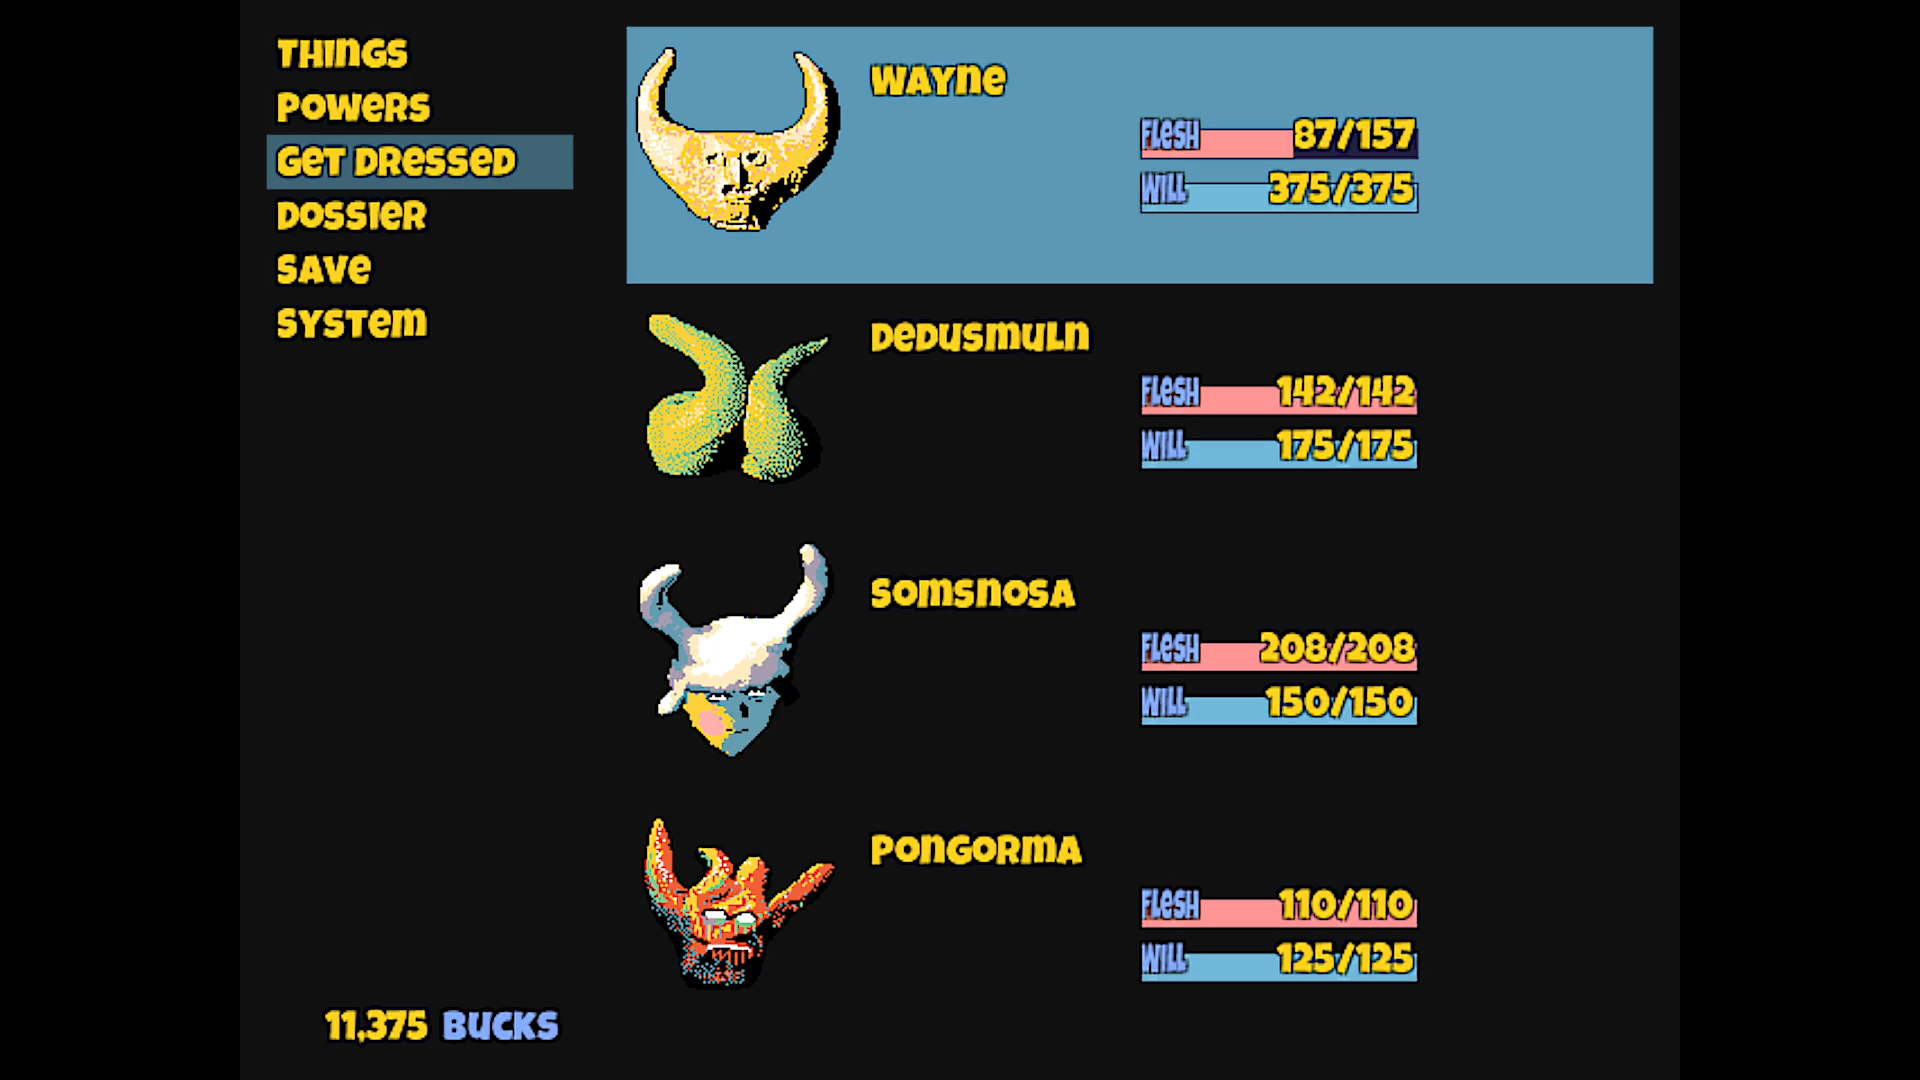 THINGS
POWERS
GET DRESSED
DOSSIER
SAVE
SYSTEM
WAYNE
FLESH 87/157
WILL 375/375
DEDUSMULN
FLESH 142/142
WILL 175/175
SOMSNOSA
FLESH 208/208
WILL 150/150
PONGORMA
FLESH 110/110
WILL 125/125
11,375 BUCKS